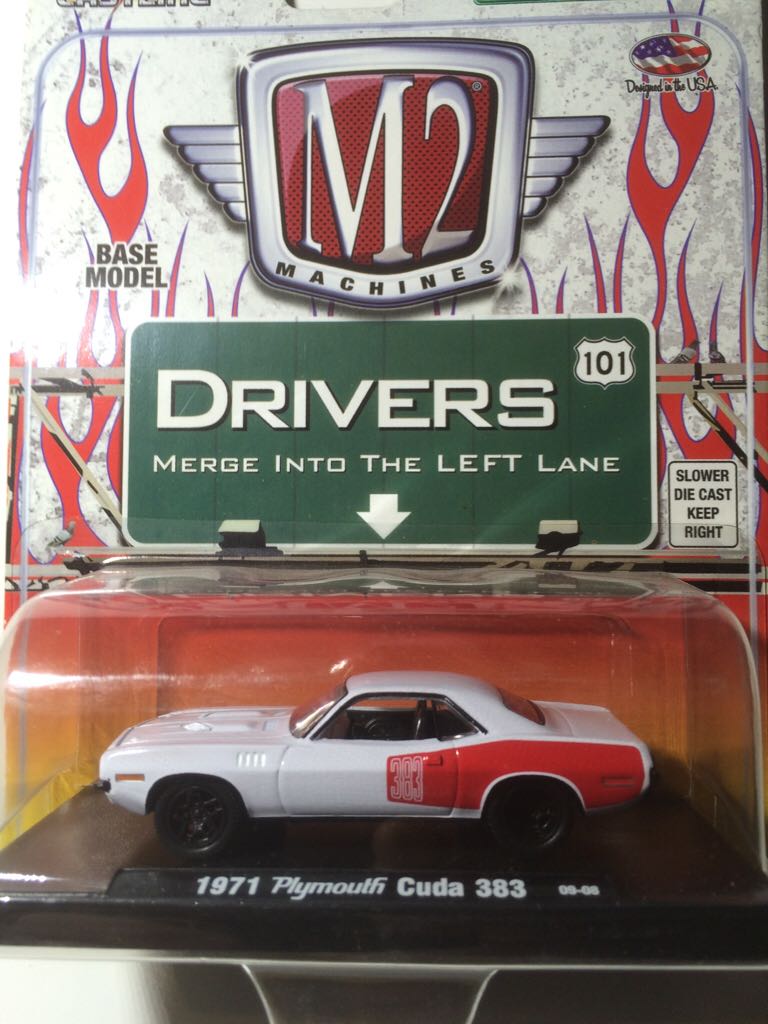 CASTLINE
M2®
MACHINES
Designed in the USA.
BASE
MODEL
101
DRIVERS
MERGE INTO THE LEFT LANE
SLOWER
DIE CAST
KEEP
RIGHT
383
1971 Plymouth Cuda 383 09-08